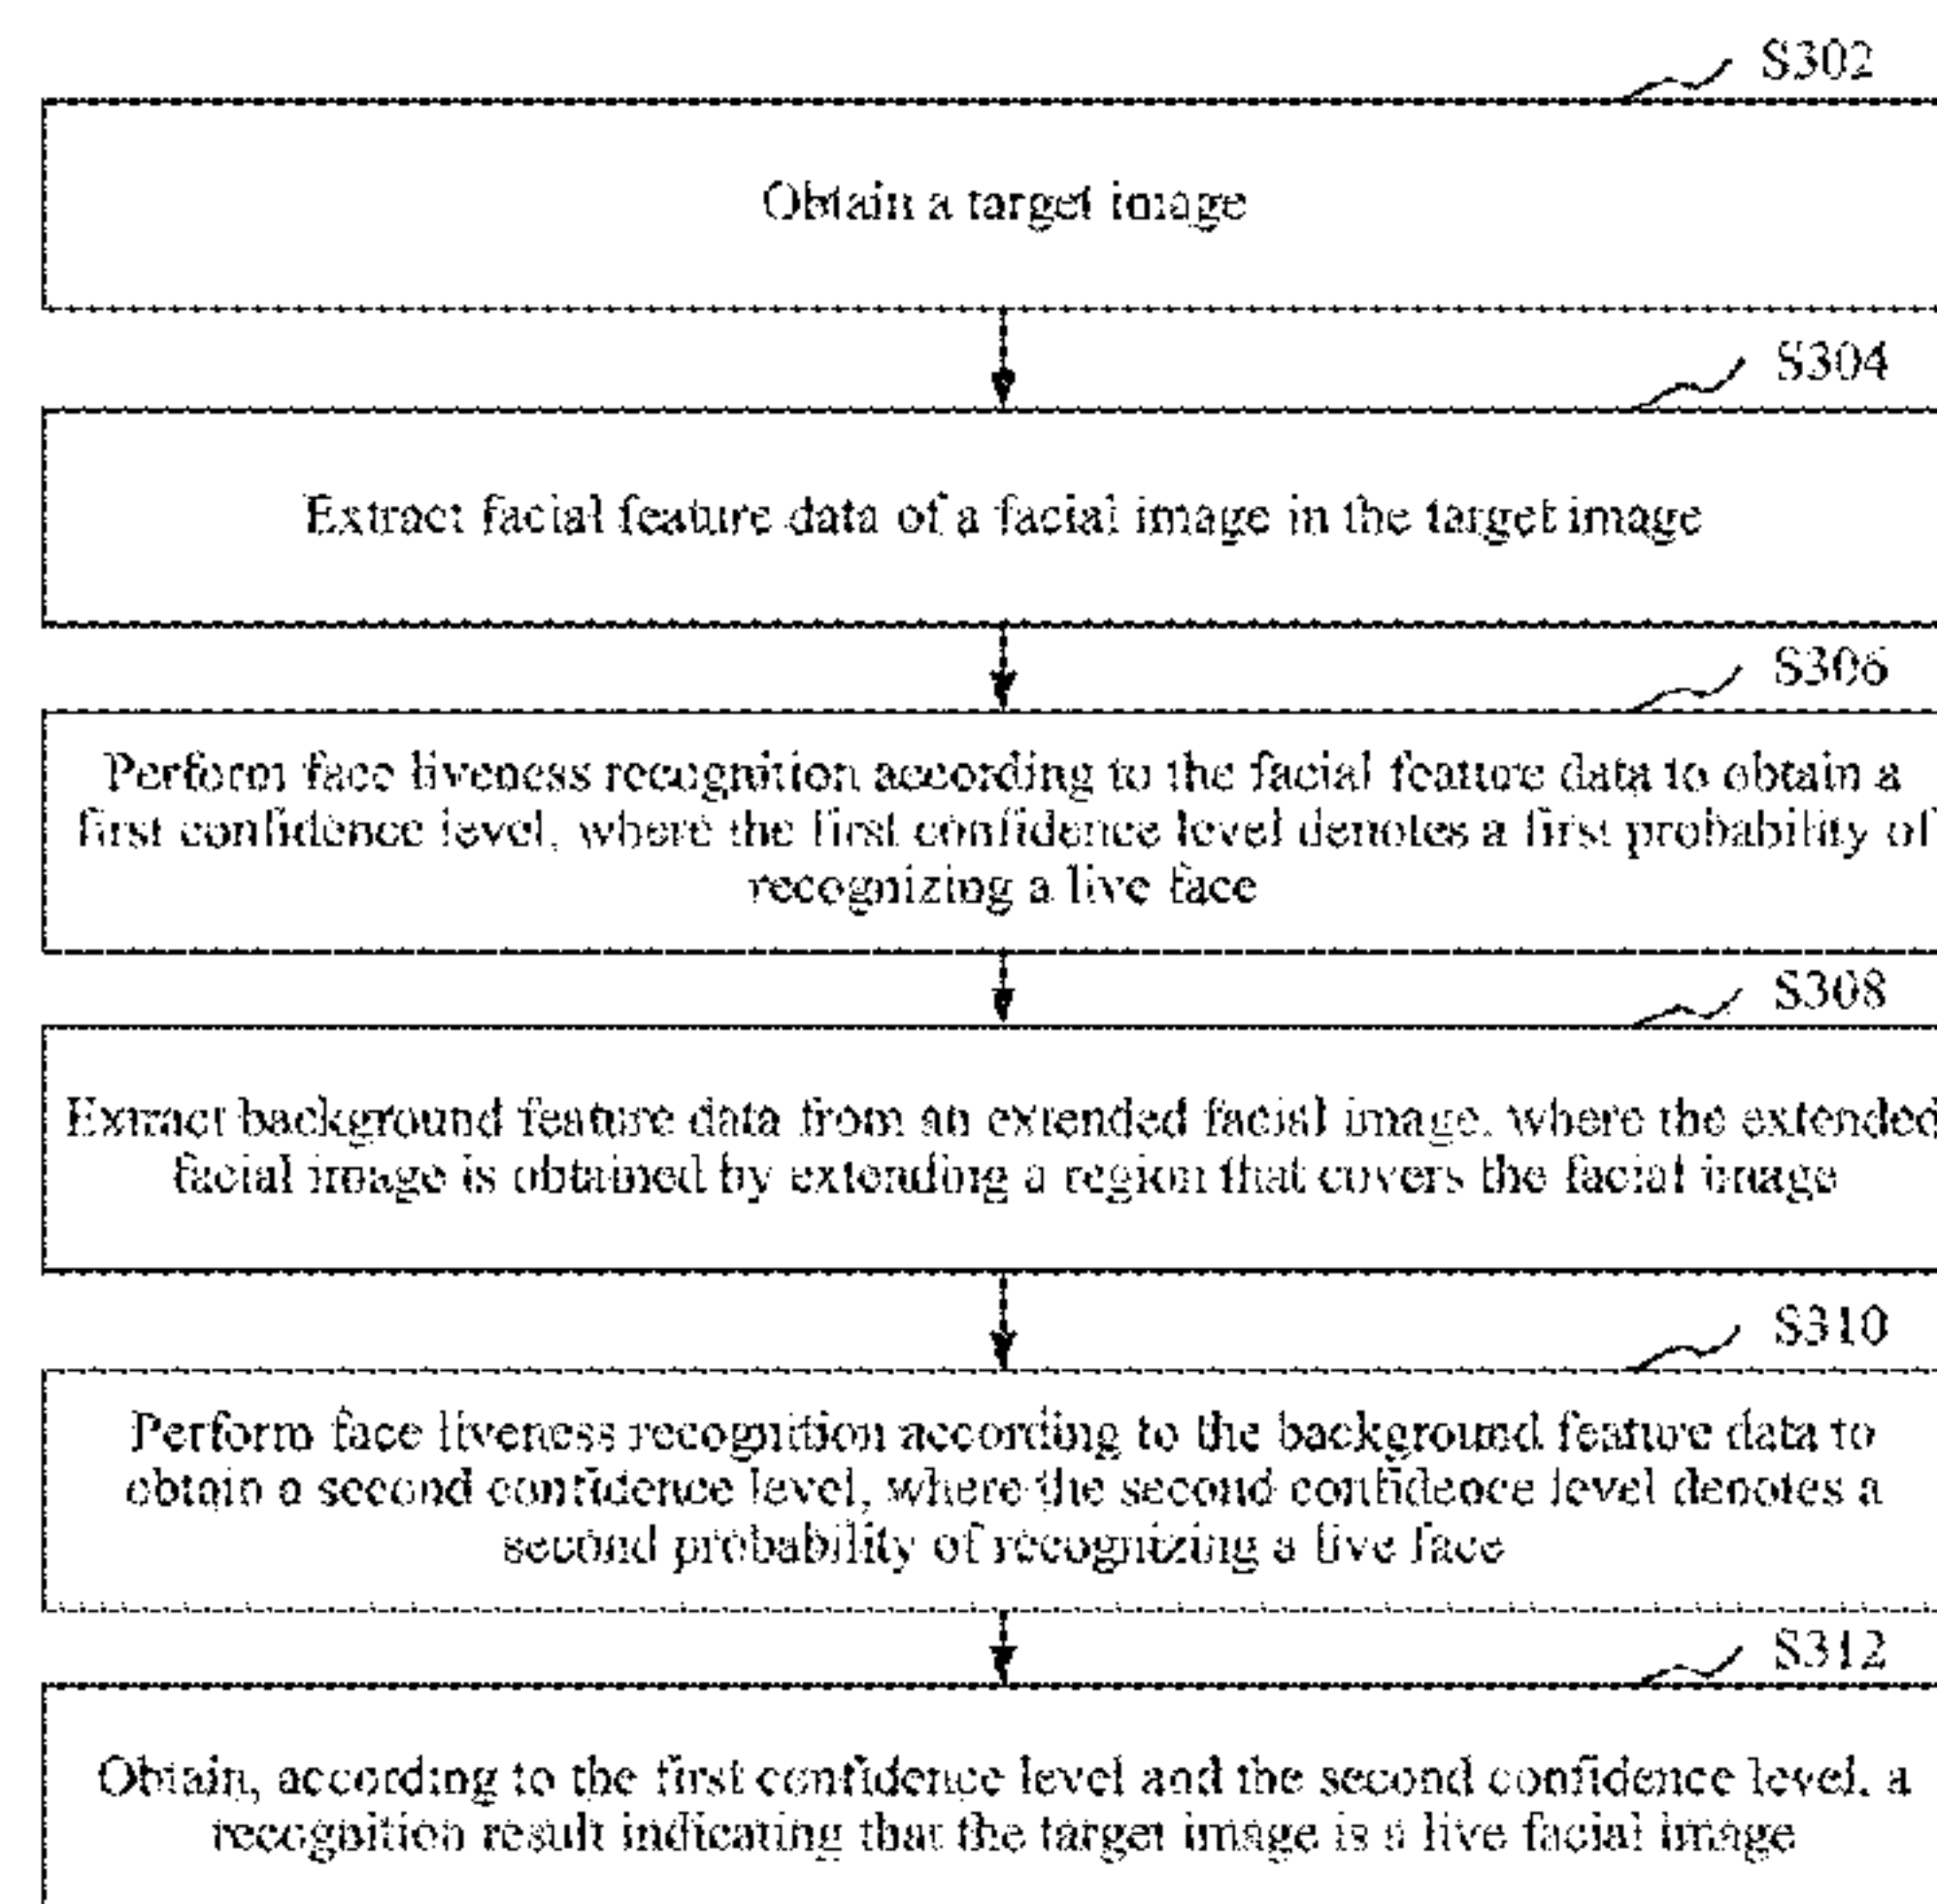 S302
Obtain a target image
S304
Extract facial feature data of a facial image in the target image
S306
Perform face liveness recognition according to the facial feature data to obtain a
first confidence level, where the first confidence level denotes a first probability of
recognizing a live face
S308
Extract background feature data from an extended facial image, where the extended
facial image is obtained by extending a region that covers the facial image
S310
Perform face liveness recognition according to the background feature data to
obtain a second confidence level, where the second confidence level denotes a
second probability of recognizing a live face
S312
Obtain, according to the first confidence level and the second confidence level, a
recognition result indicating that the target image is a live facial image